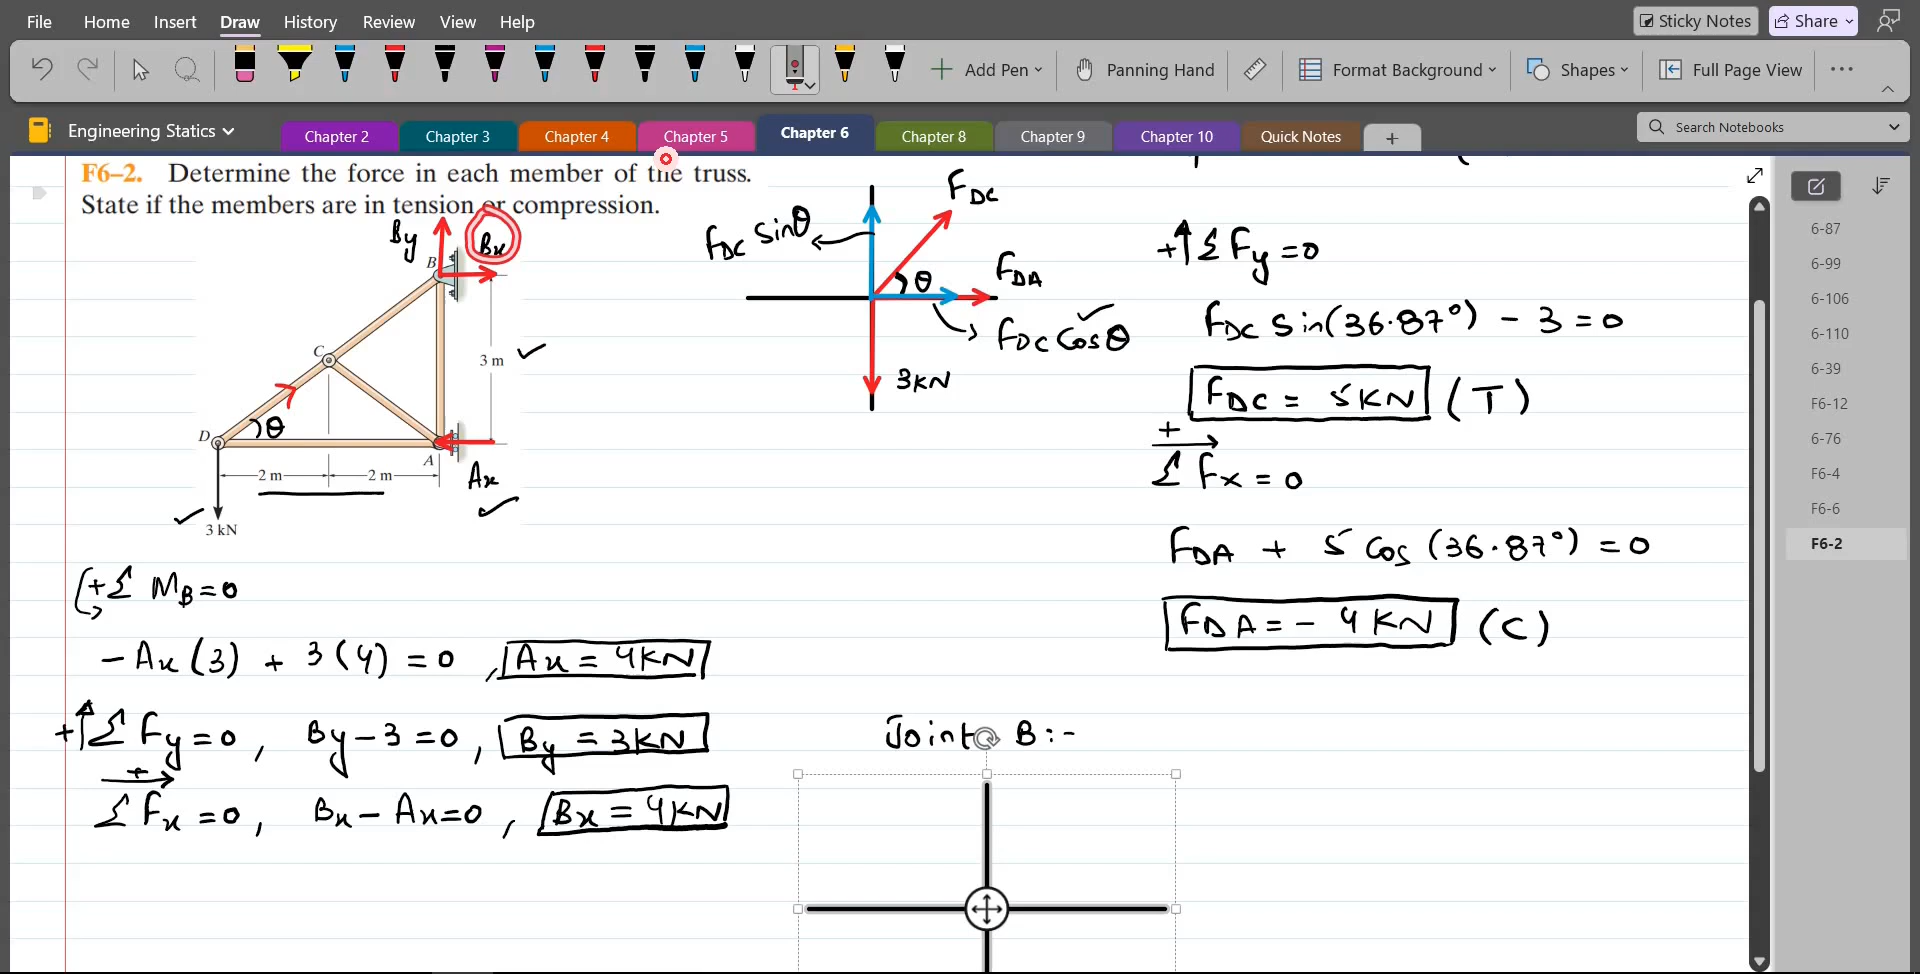 File Home Insert Draw History Review View Help
Sticky Notes Share
Add Pen Panning Hand Format Background Shapes Full Page View
Engineering Statics Chapter 2 Chapter 3 Chapter 4 Chapter 5 Chapter 6 Chapter 8 Chapter 9 Chapter 10 Quick Notes +
Search Notebooks
F6–2. Determine the force in each member of the truss.
State if the members are in tension or compression.
By Bx
B
C
3 m
D θ
A
2 m 2 m
Ax
3 kN
(+Σ MB=0
-Ax(3) + 3(4) = 0, Ax = 4KN
+↑Σ Fy=0, By-3=0, By = 3KN
+→
Σ Fx=0, Bx-Ax=0, Bx = 4KN
FDC
FDC sinθ
FDA
θ
FDC Cosθ
3KN
+↑Σ Fy=0
FDC Sin(36.87°) - 3 = 0
FDC = 5KN (T)
+→
Σ Fx = 0
FDA + 5 Cos (36.87°) = 0
FDA = - 4KN (C)
Joint B:-
6-87
6-99
6-106
6-110
6-39
F6-12
6-76
F6-4
F6-6
F6-2